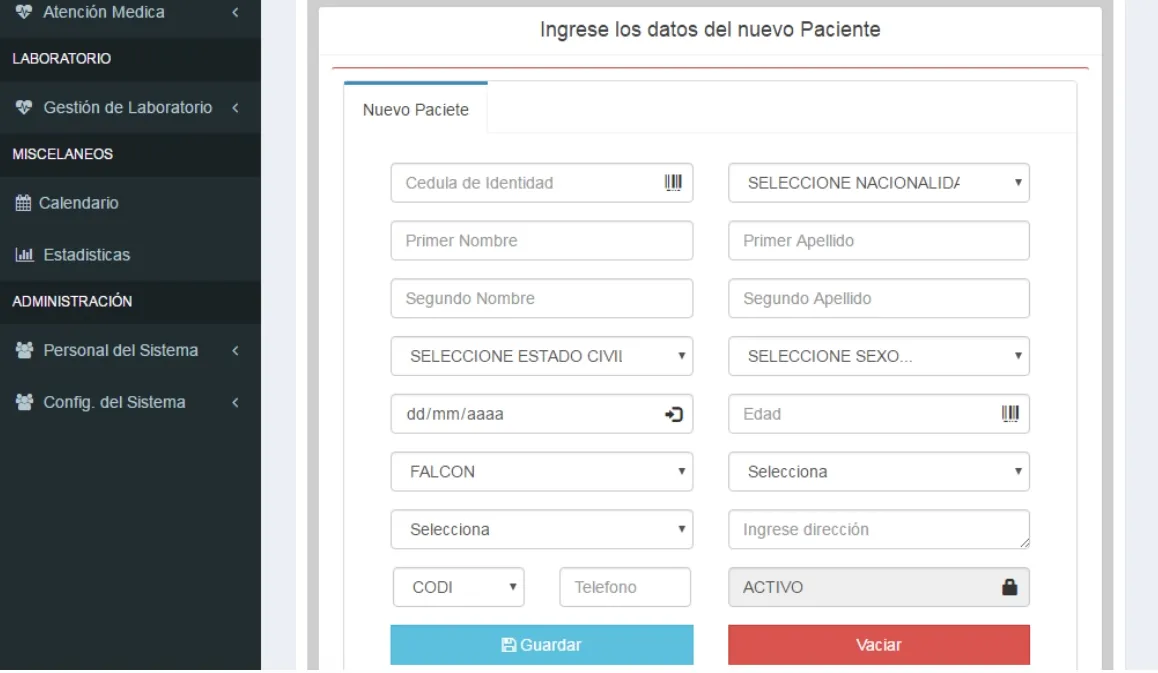 Atención Medica
LABORATORIO
Gestión de Laboratorio
MISCELANEOS
Calendario
Estadisticas
ADMINISTRACIÓN
Personal del Sistema
Config. del Sistema
Ingrese los datos del nuevo Paciente
Nuevo Paciete
Cedula de Identidad
SELECCIONE NACIONALIDA
Primer Nombre
Primer Apellido
Segundo Nombre
Segundo Apellido
SELECCIONE ESTADO CIVIL
SELECCIONE SEXO...
dd/mm/aaaa
Edad
FALCON
Selecciona
Selecciona
Ingrese dirección
CODI
Telefono
ACTIVO
Guardar
Vaciar